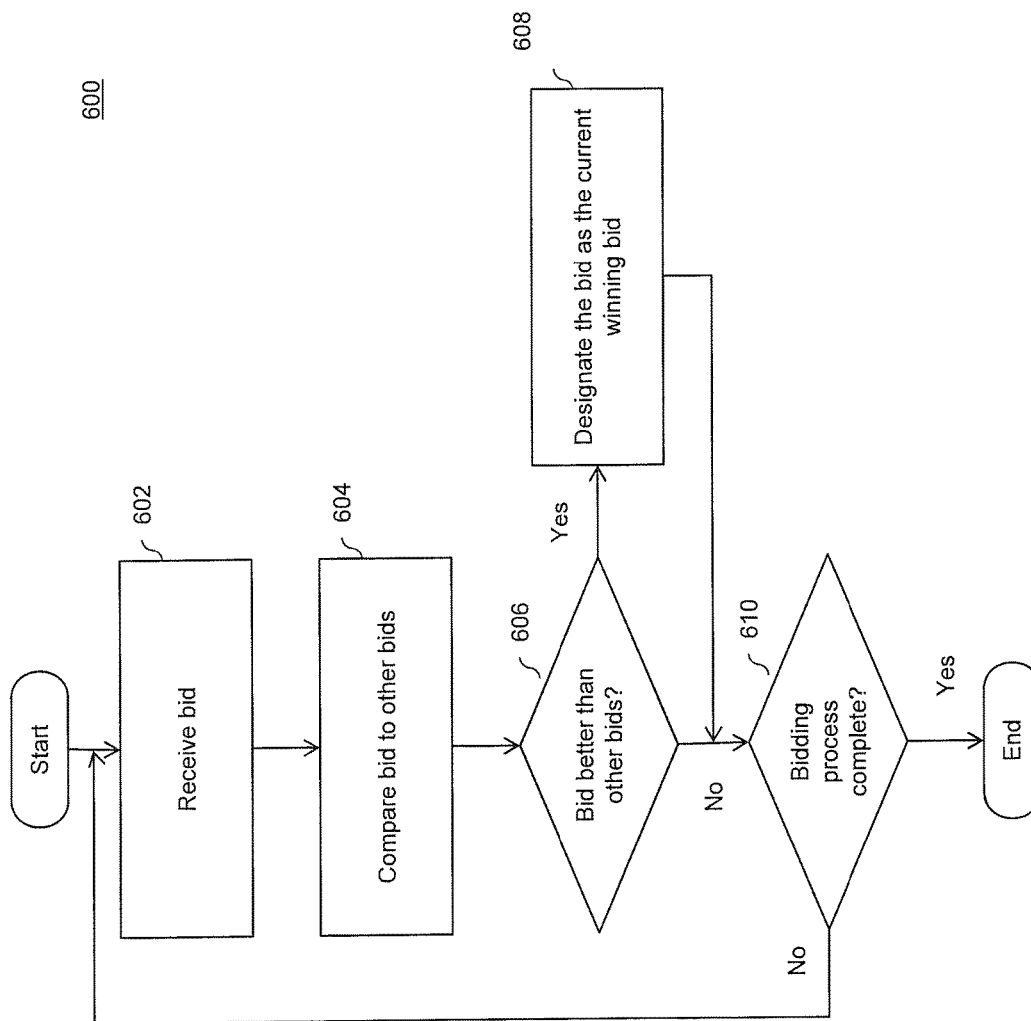 600
Start
602
Receive bid
604
Compare bid to other bids
606
Bid better than
other bids?
Yes
608
Designate the bid as the current
winning bid
No
610
Bidding
process
complete?
No
Yes
End